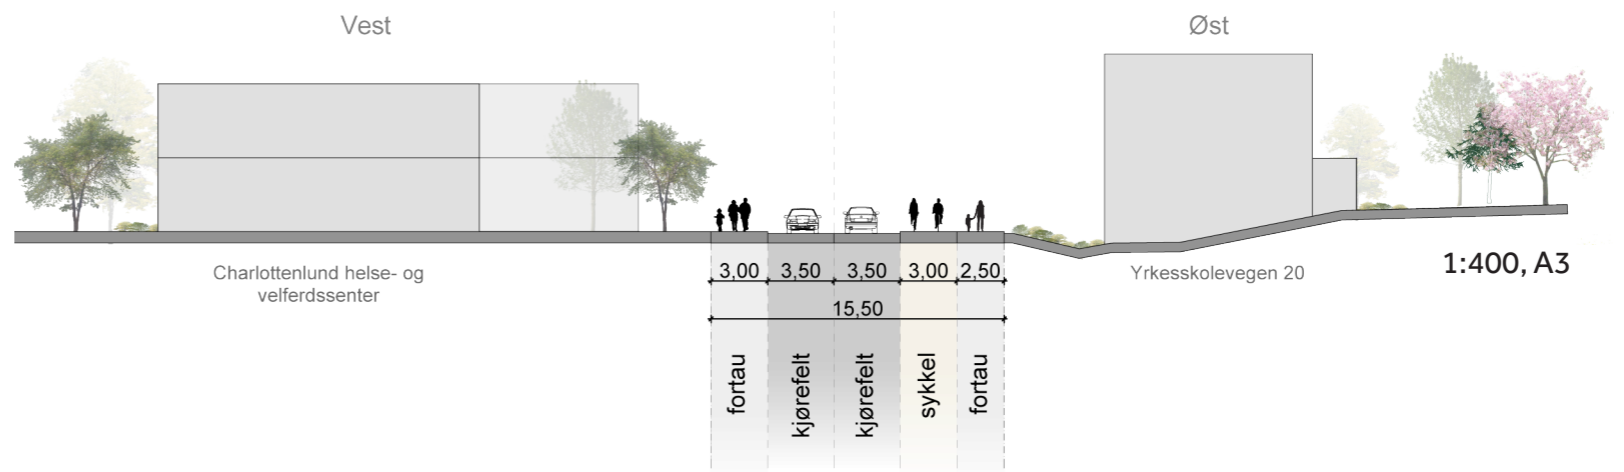 Vest
Øst
Charlottenlund helse- og
velferdssenter
3,00 3,50 3,50 3,00 2,50
15,50
Yrkesskolevegen 20
1:400, A3
fortau
kjørefelt
kjørefelt
sykkel
fortau